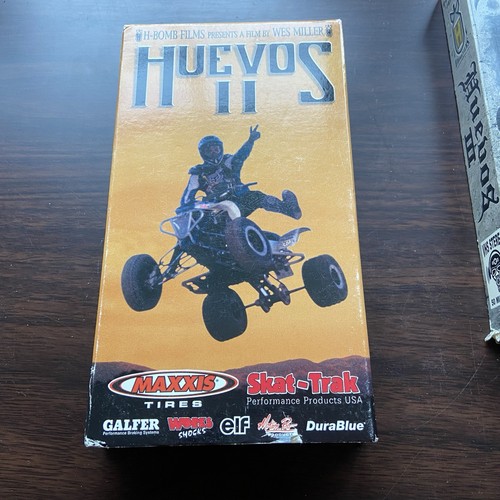 H-BOMB FILMS PRESENTS A FILM BY WES MILLER
HUEVOS
II
MAXXIS
TIRES
Skat-Trak
Performance Products USA
GALFER
Performance Braking Systems
WORKS
SHOCKS
elf
PRODUCTS
DuraBlue
Huevos
III